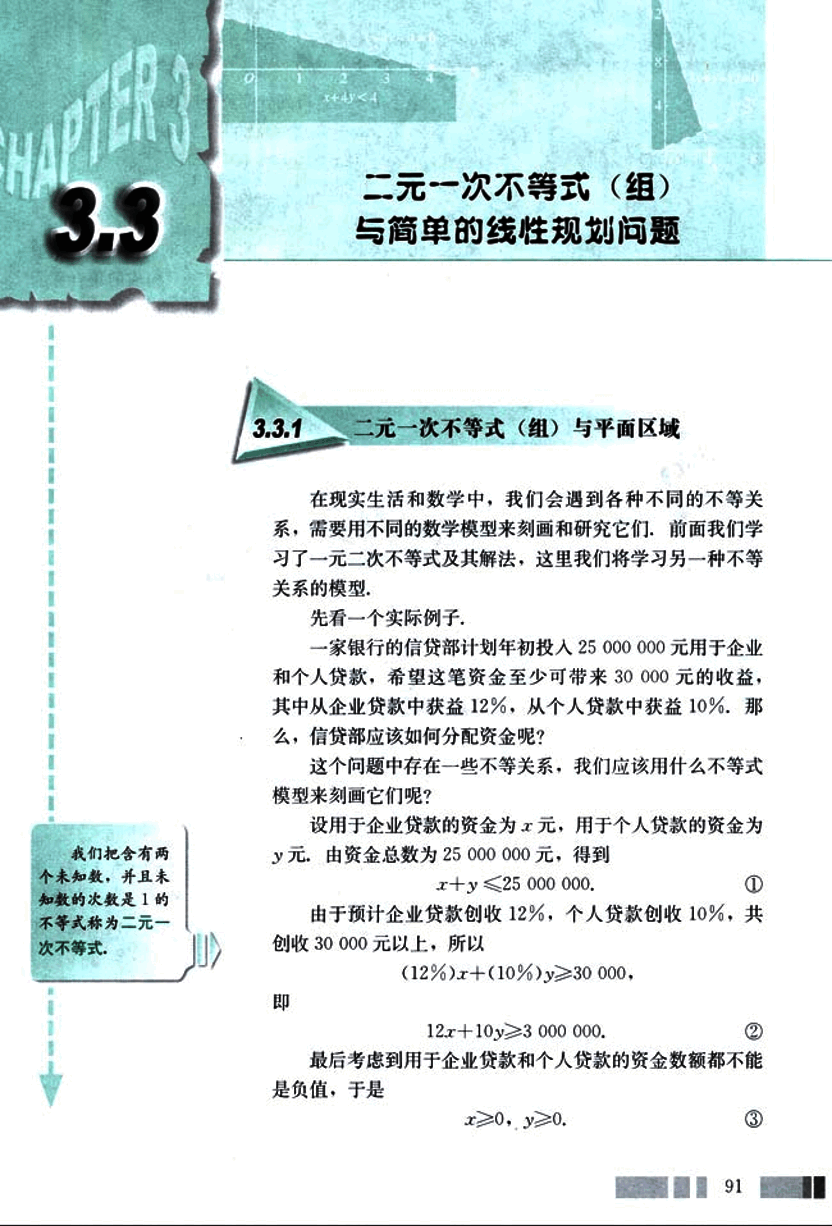 CHAPTER 3
3.3
O 1 2 3 4
x+4y<4
二元一次不等式（组）
与简单的线性规划问题
3.3.1 二元一次不等式（组）与平面区域
在现实生活和数学中，我们会遇到各种不同的不等关
系，需要用不同的数学模型来刻画和研究它们. 前面我们学
习了一元二次不等式及其解法，这里我们将学习另一种不等
关系的模型.
先看一个实际例子.
一家银行的信贷部计划年初投入 25 000 000 元用于企业
和个人贷款，希望这笔资金至少可带来 30 000 元的收益，
其中从企业贷款中获益 12%，从个人贷款中获益 10%. 那
么，信贷部应该如何分配资金呢?
这个问题中存在一些不等关系，我们应该用什么不等式
模型来刻画它们呢?
设用于企业贷款的资金为 x 元，用于个人贷款的资金为
y 元. 由资金总数为 25 000 000 元，得到
x+y≤25 000 000. ①
由于预计企业贷款创收 12%，个人贷款创收 10%，共
创收 30 000 元以上，所以
(12%)x+(10%)y≥30 000，
即
12x+10y≥3 000 000. ②
最后考虑到用于企业贷款和个人贷款的资金数额都不能
是负值，于是
x≥0，y≥0. ③
我们把含有两
个未知数，并且未
知数的次数是 1 的
不等式称为二元一
次不等式.
91